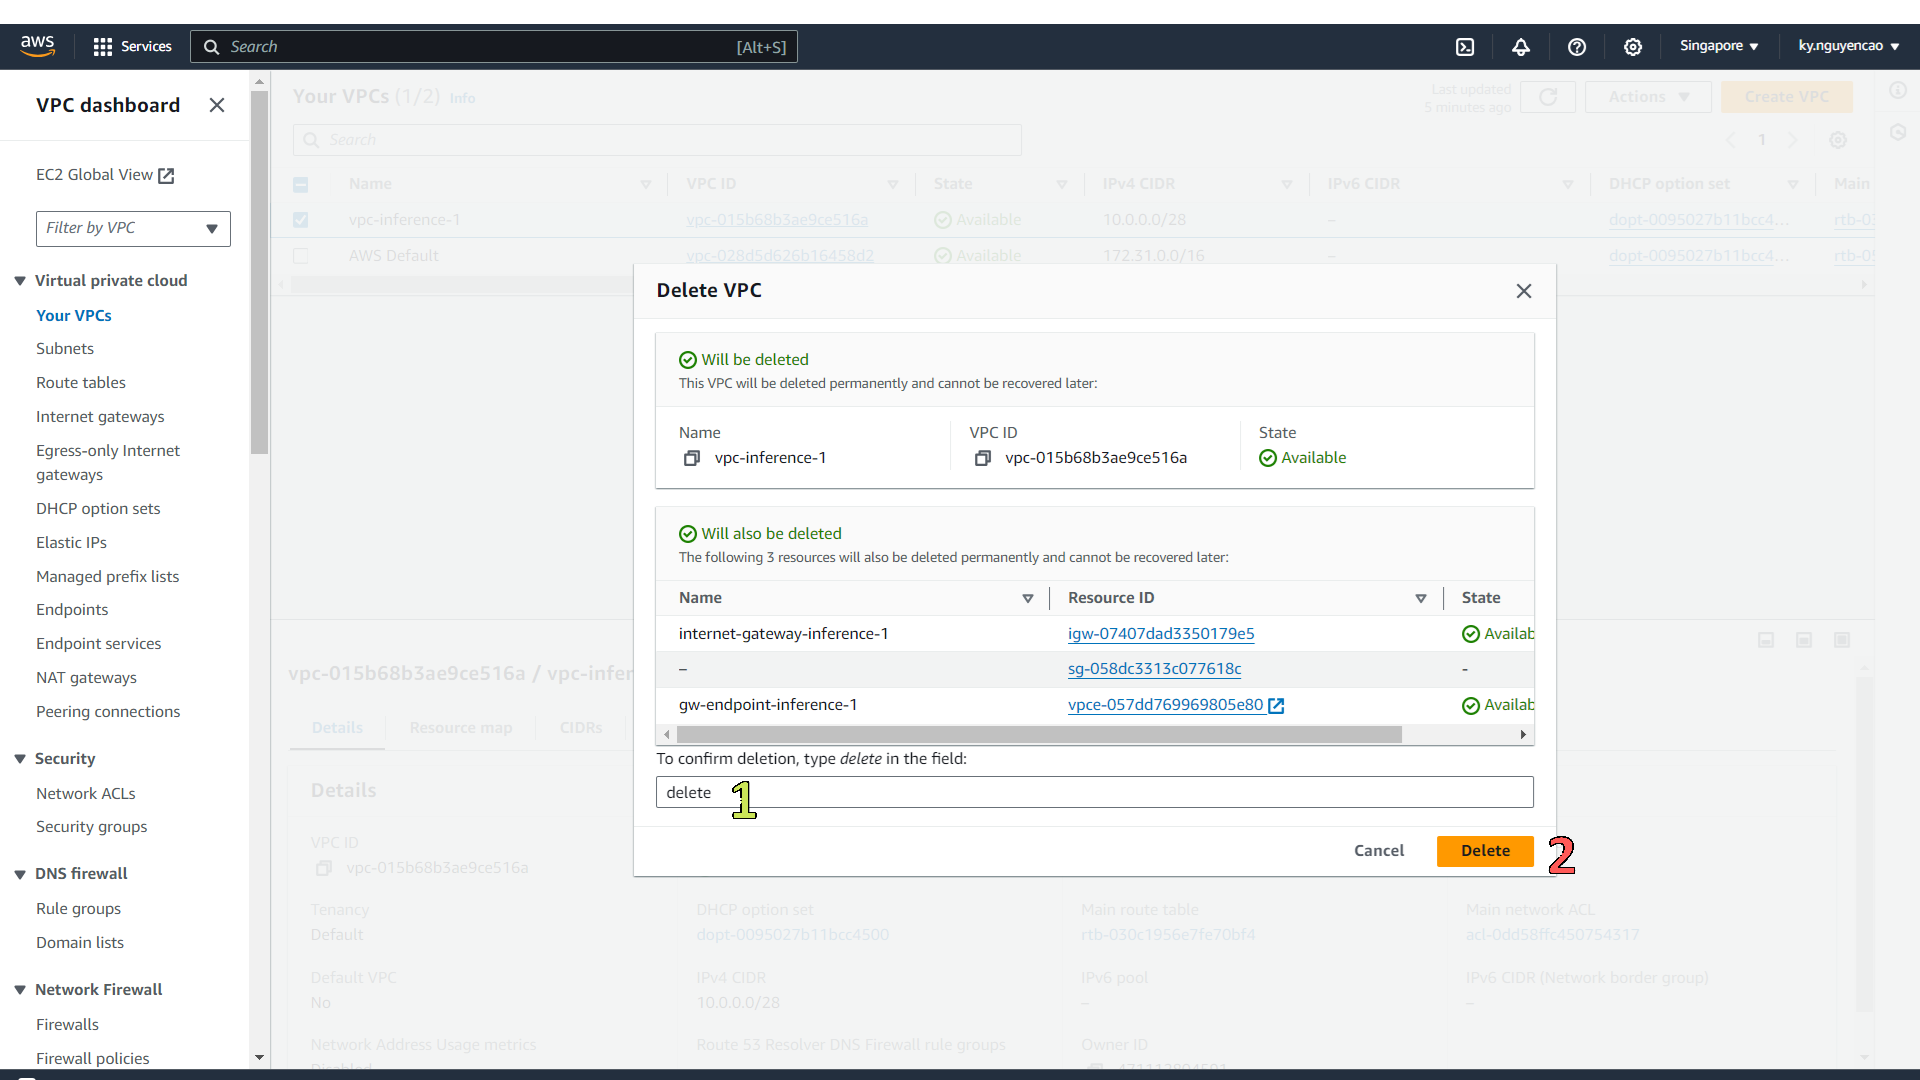 aws
Services
Search
[Alt+S]
Singapore
ky.nguyencao
VPC dashboard
EC2 Global View
Filter by VPC
Virtual private cloud
Your VPCs
Subnets
Route tables
Internet gateways
Egress-only Internet
gateways
DHCP option sets
Elastic IPs
Managed prefix lists
Endpoints
Endpoint services
NAT gateways
Peering connections
Security
Network ACLs
Security groups
DNS firewall
Rule groups
Domain lists
Network Firewall
Firewalls
Firewall policies
Your VPCs (1/2) Info
Last updated
5 minutes ago
Actions
Create VPC
Search
1
Name VPC ID State IPv4 CIDR IPv6 CIDR DHCP option set Main
vpc-inference-1 vpc-015b68b3ae9ce516a Available 10.0.0.0/28 – dopt-0095027b11bcc4... rtb-03
AWS Default vpc-028d5d626b16458d2 Available 172.31.0.0/16 – dopt-0095027b11bcc4... rtb-0
Delete VPC
Will be deleted
This VPC will be deleted permanently and cannot be recovered later:
Name VPC ID State
vpc-inference-1 vpc-015b68b3ae9ce516a Available
Will also be deleted
The following 3 resources will also be deleted permanently and cannot be recovered later:
Name Resource ID State
internet-gateway-inference-1 igw-07407dad3350179e5 Availab
– sg-058dc3313c077618c -
gw-endpoint-inference-1 vpce-057dd769969805e80 Availab
To confirm deletion, type delete in the field:
delete 1
Cancel Delete 2
vpc-015b68b3ae9ce516a / vpc-infer
Details Resource map CIDRs
Details
VPC ID
vpc-015b68b3ae9ce516a
Tenancy DHCP option set Main route table Main network ACL
Default dopt-0095027b11bcc4500 rtb-030c1956e7fe70bf4 acl-0dd58ffc450754317
Default VPC IPv4 CIDR IPv6 pool IPv6 CIDR (Network border group)
No 10.0.0.0/28 – –
Network Address Usage metrics Route 53 Resolver DNS Firewall rule groups Owner ID
Disabled